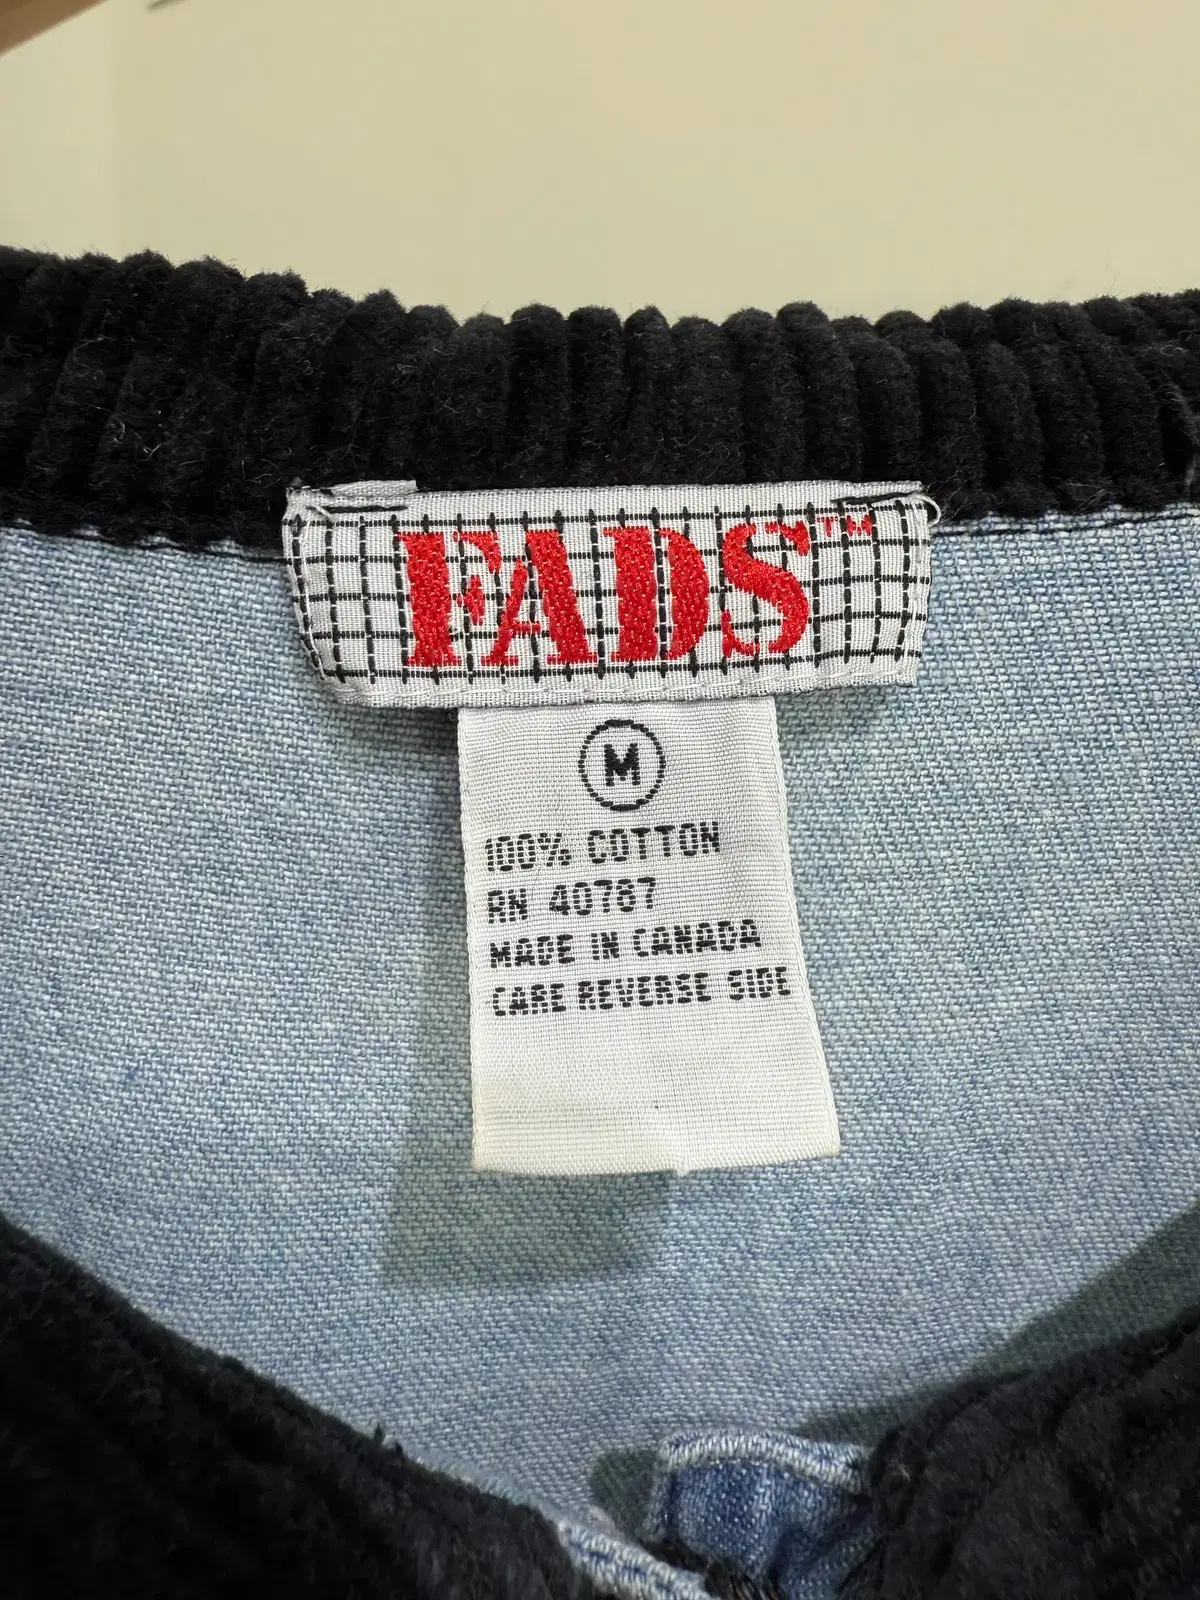 FADS™
M
100% COTTON
RN 40787
MADE IN CANADA
CARE REVERSE SIDE